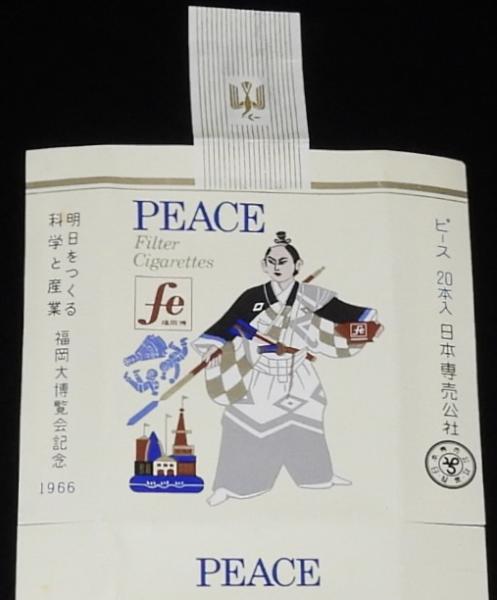 PEACE
Filter
Cigarettes
fe
福岡博
fe
明日をつくる
科学と産業
福岡大博覧会記念
1966
ピース 20本入 日本専売公社
PEACE